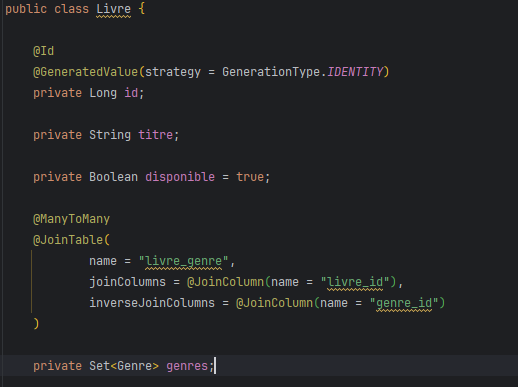 public class Livre {
@Id
@GeneratedValue(strategy = GenerationType.IDENTITY)
private Long id;
private String titre;
private Boolean disponible = true;
@ManyToMany
@JoinTable(
name = "livre_genre",
joinColumns = @JoinColumn(name = "livre_id"),
inverseJoinColumns = @JoinColumn(name = "genre_id")
)
private Set<Genre> genres;